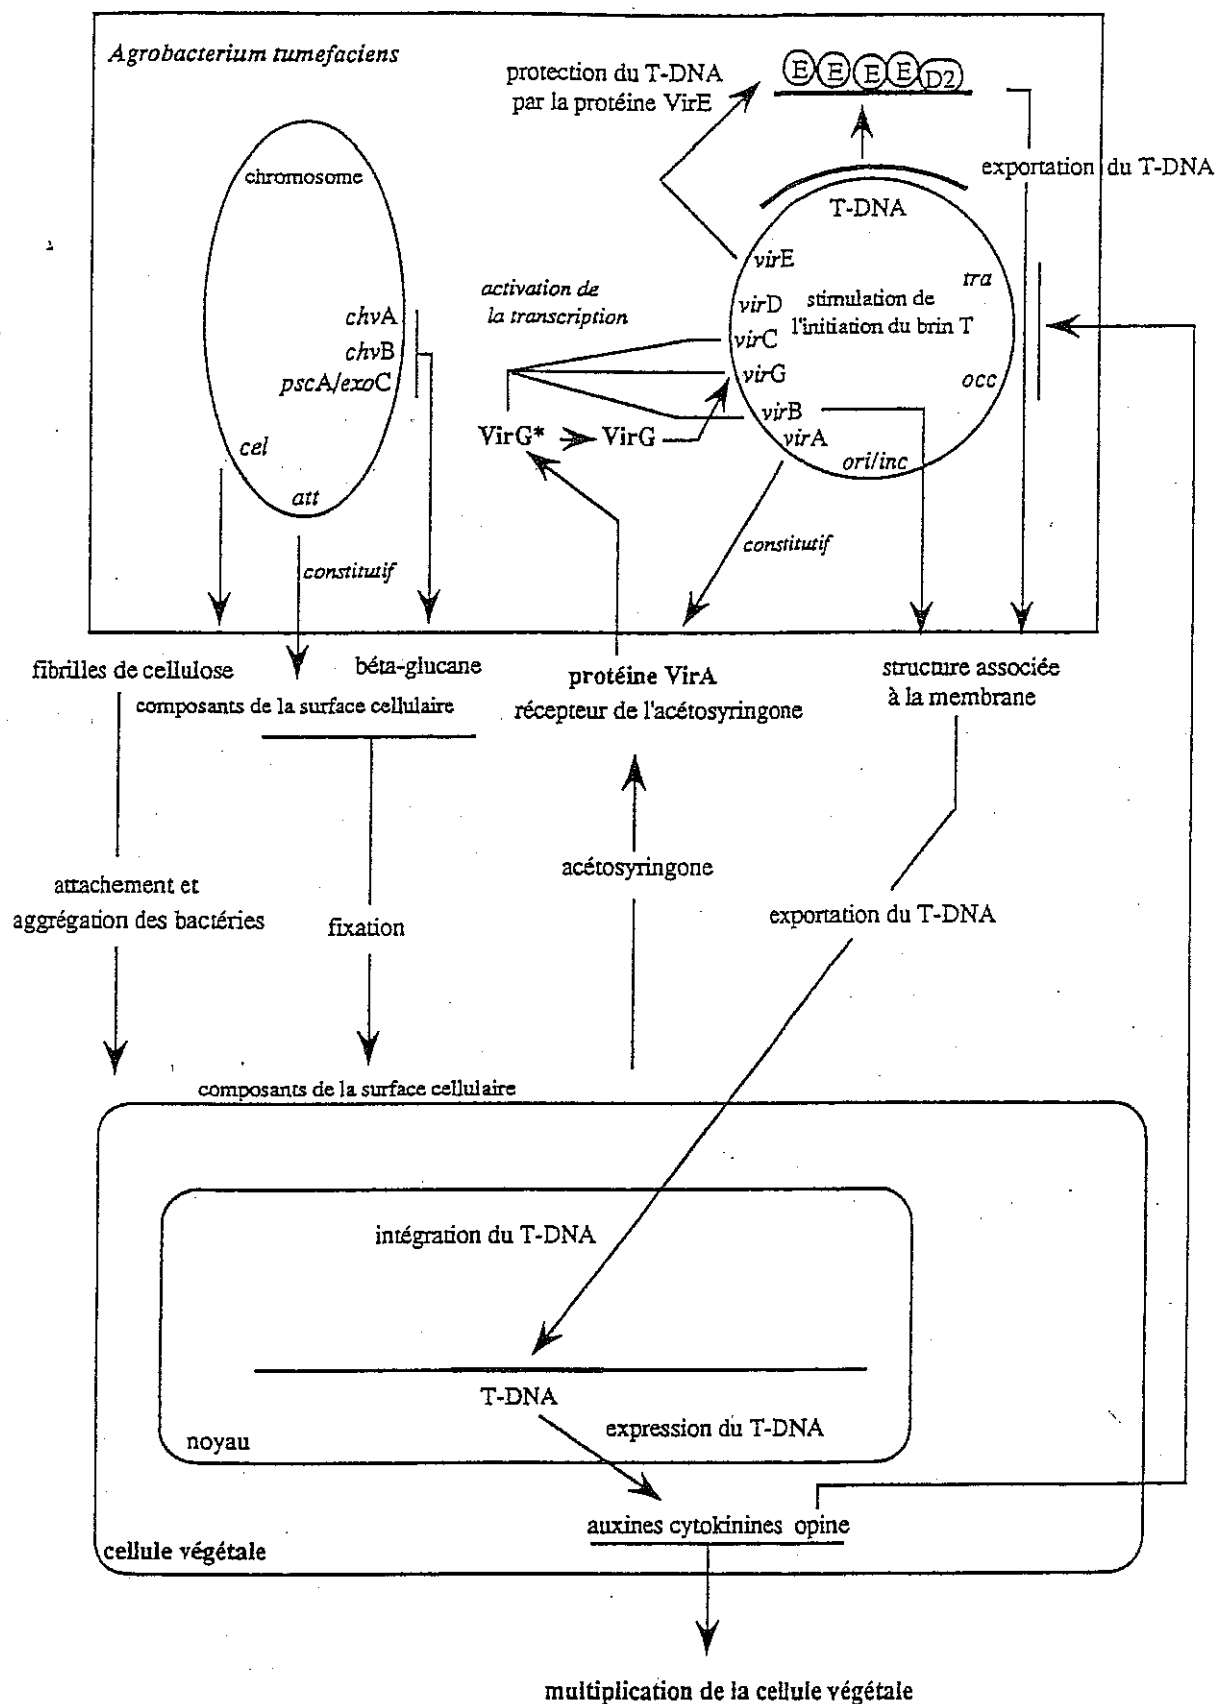 Agrobacterium tumefaciens
protection du T-DNA
par la protéine VirE
E E E E D2
chromosome
exportation du T-DNA
T-DNA
virE
tra
activation de
la transcription
virD
stimulation de
l'initiation du brin T
chvA
virC
chvB
virG
pscA/exoC
occ
virB
VirG*
VirG
virA
cel
ori/inc
att
constitutif
constitutif
fibrilles de cellulose
béta-glucane
protéine VirA
structure associée
à la membrane
composants de la surface cellulaire
récepteur de l'acétosyringone
acétosyringone
attachement et
aggrégation des bactéries
fixation
exportation du T-DNA
composants de la surface cellulaire
intégration du T-DNA
T-DNA
expression du T-DNA
noyau
auxines cytokinines opine
cellule végétale
multiplication de la cellule végétale